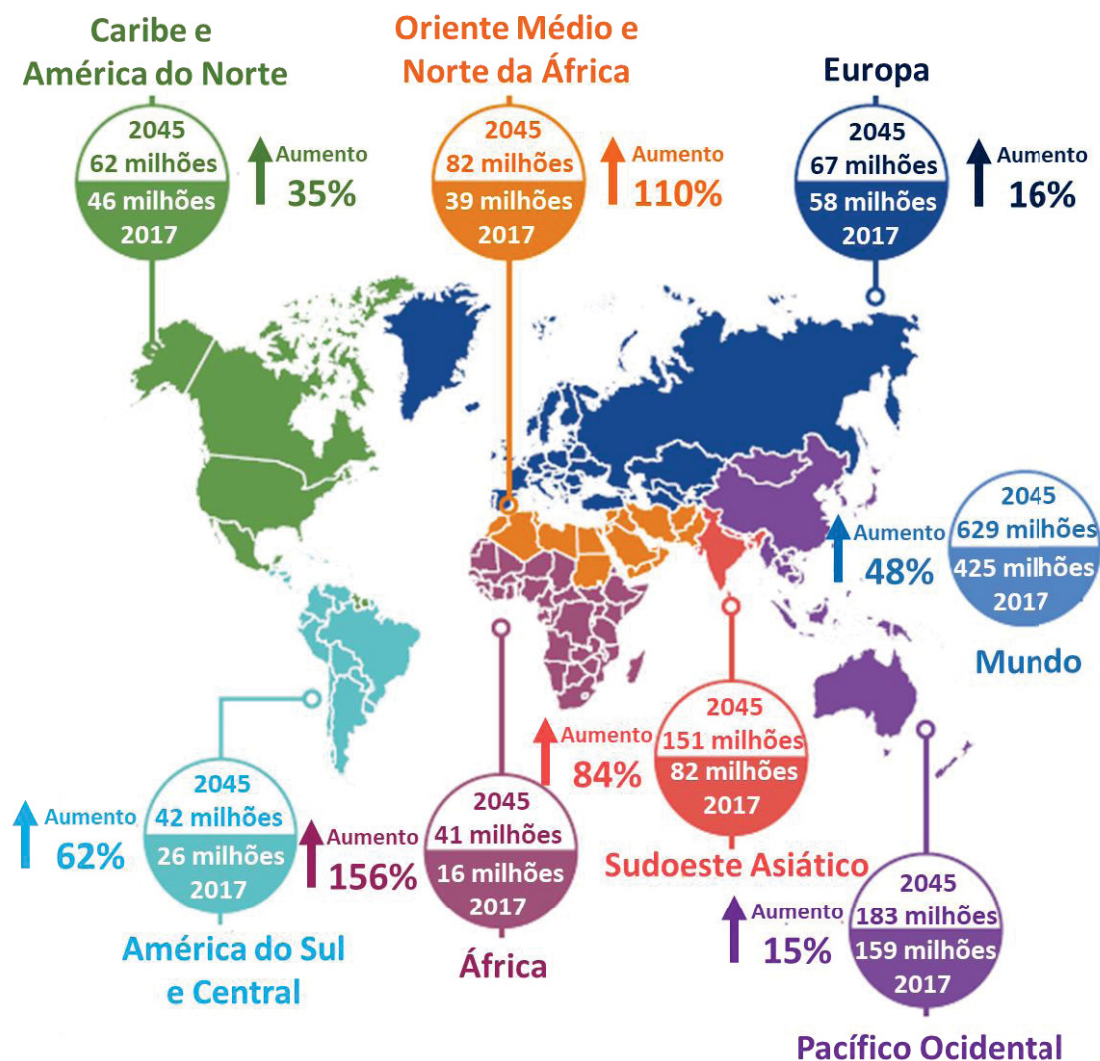 Caribe e
América do Norte
2045
62 milhões
46 milhões
2017
Aumento
35%
Oriente Médio e
Norte da África
2045
82 milhões
39 milhões
2017
Aumento
110%
Europa
2045
67 milhões
58 milhões
2017
Aumento
16%
Aumento
48%
2045
629 milhões
425 milhões
2017
Mundo
Aumento
62%
2045
42 milhões
26 milhões
2017
América do Sul
e Central
Aumento
156%
2045
41 milhões
16 milhões
2017
África
Aumento
84%
2045
151 milhões
82 milhões
2017
Sudoeste Asiático
Aumento
15%
2045
183 milhões
159 milhões
2017
Pacífico Ocidental